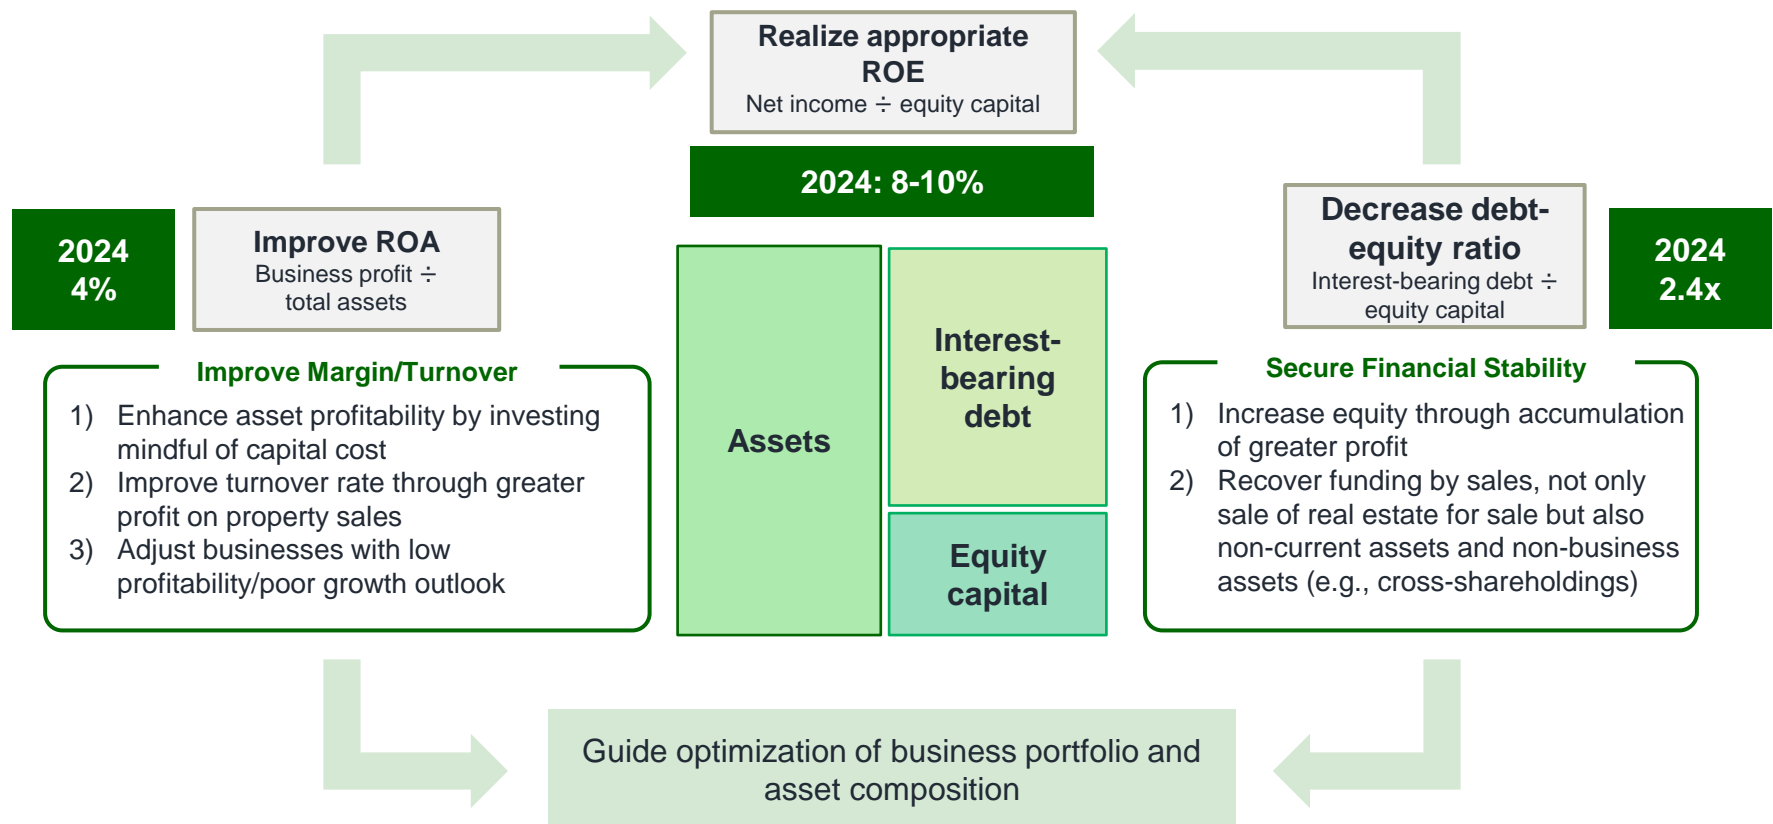 Realize appropriate
ROE
Net income ÷ equity capital
2024: 8-10%
2024
4%
Improve ROA
Business profit ÷
total assets
Decrease debt-
equity ratio
Interest-bearing debt ÷
equity capital
2024
2.4x
Improve Margin/Turnover
1) Enhance asset profitability by investing
mindful of capital cost
2) Improve turnover rate through greater
profit on property sales
3) Adjust businesses with low
profitability/poor growth outlook
Assets
Interest-
bearing
debt
Equity
capital
Secure Financial Stability
1) Increase equity through accumulation
of greater profit
2) Recover funding by sales, not only
sale of real estate for sale but also
non-current assets and non-business
assets (e.g., cross-shareholdings)
Guide optimization of business portfolio and
asset composition